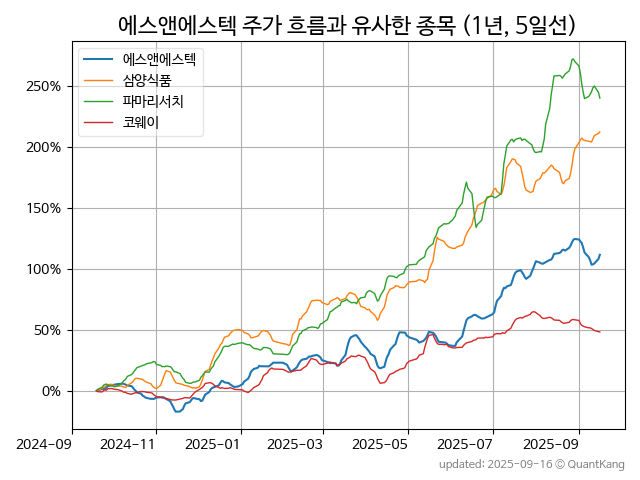 에스앤에스텍 주가 흐름과 유사한 종목 (1년, 5일선)
에스앤에스텍
삼양식품
파마리서치
코웨이
250%
200%
150%
100%
50%
0%
2024-09 2024-11 2025-01 2025-03 2025-05 2025-07 2025-09
updated: 2025-09-16 © QuantKang